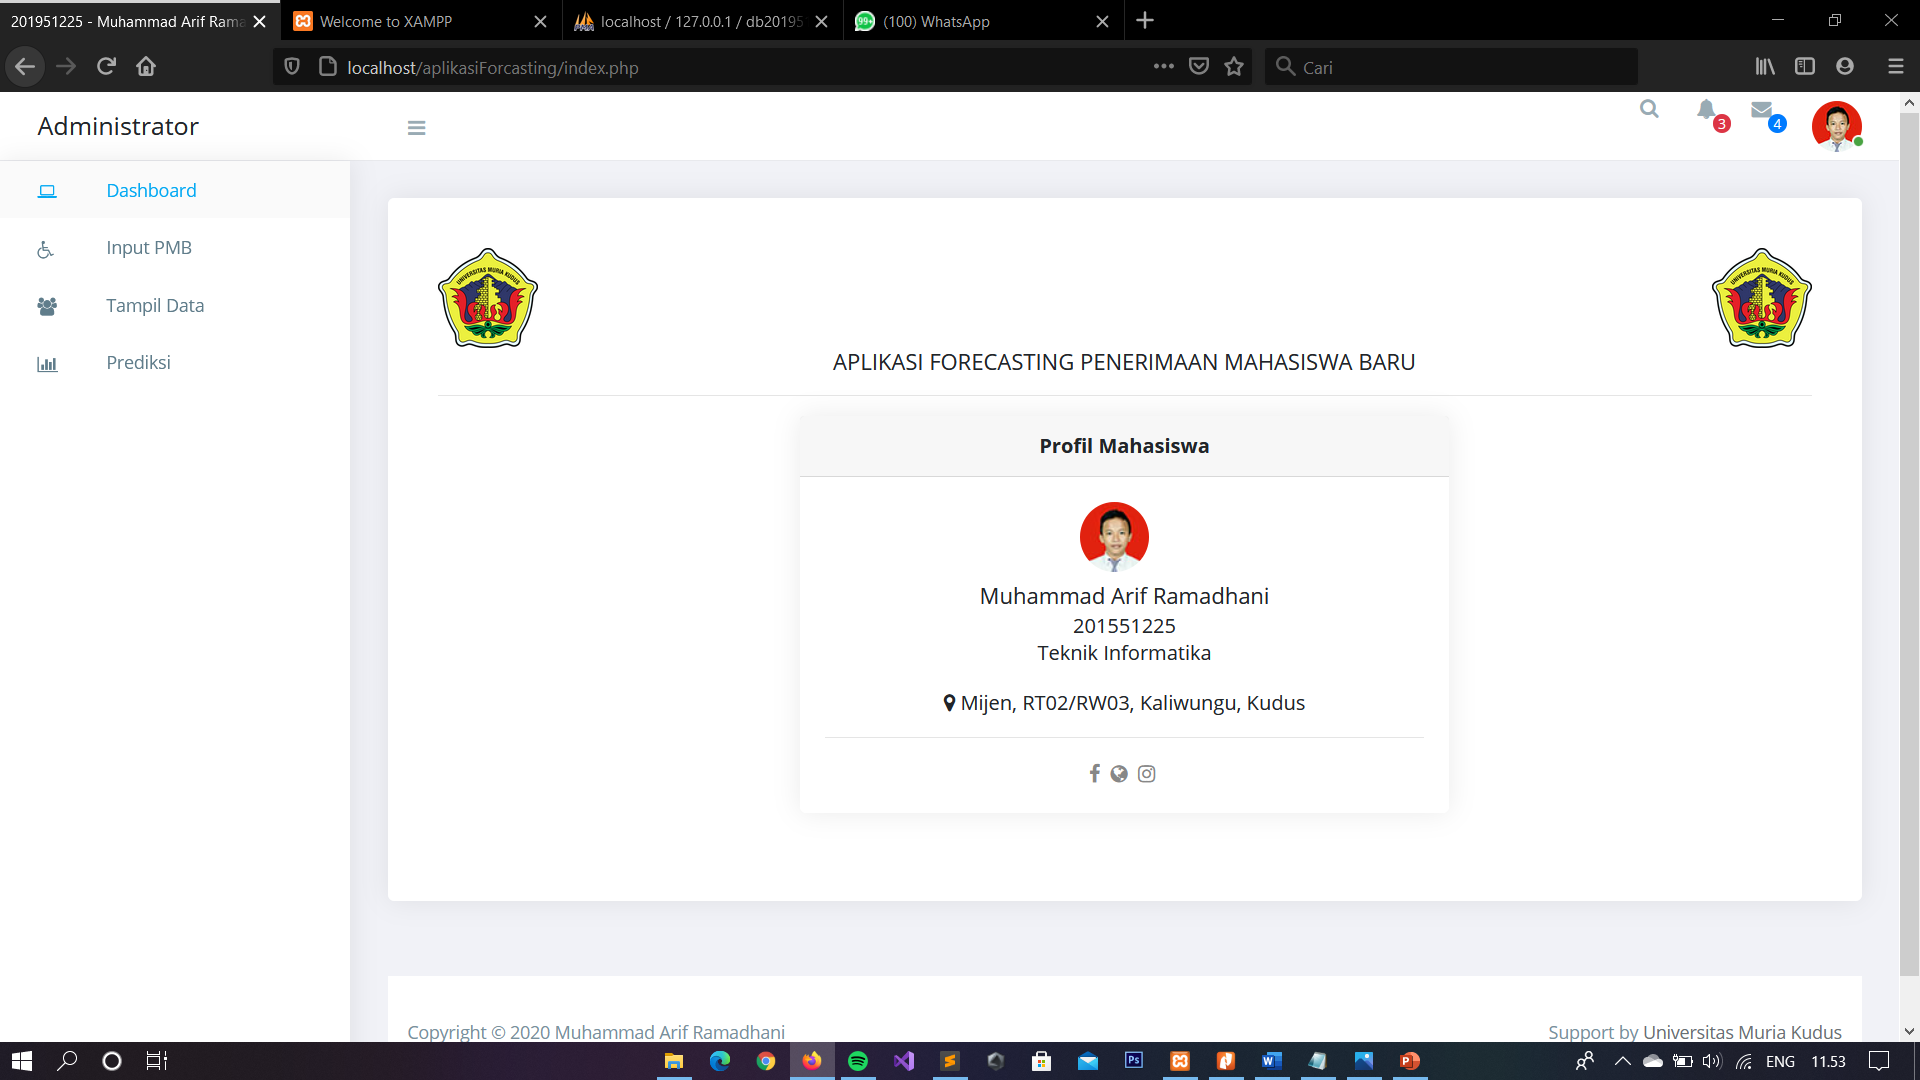 201951225 - Muhammad Arif Rama
Welcome to XAMPP
localhost / 127.0.0.1 / db20195
99+
(100) WhatsApp
localhost/aplikasiForcasting/index.php
Cari
Administrator
3
4
Dashboard
Input PMB
Tampil Data
Prediksi
UNIVERSITAS MURIA KUDUS
UNIVERSITAS MURIA KUDUS
APLIKASI FORECASTING PENERIMAAN MAHASISWA BARU
Profil Mahasiswa
Muhammad Arif Ramadhani
201551225
Teknik Informatika
Mijen, RT02/RW03, Kaliwungu, Kudus
Copyright © 2020 Muhammad Arif Ramadhani
Support by Universitas Muria Kudus
ENG
11.53